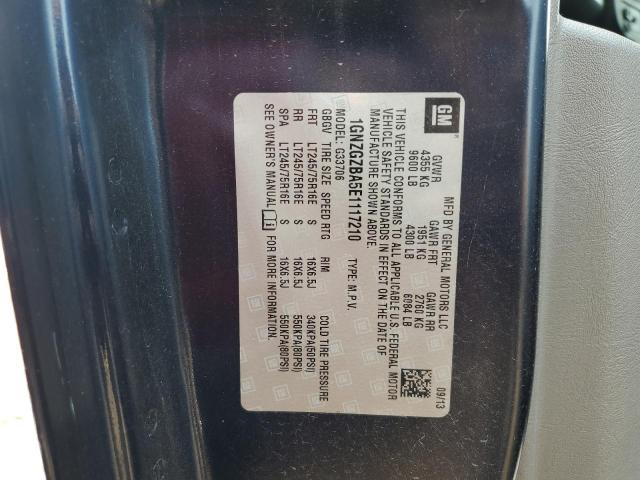 GM
MFD BY GENERAL MOTORS LLC
GVWR GAWR FRT GAWR RR
4355 KG 1951 KG 2760 KG
9600 LB 4300 LB 6084 LB
09/13
THIS VEHICLE CONFORMS TO ALL APPLICABLE U.S. FEDERAL MOTOR
VEHICLE SAFETY STANDARDS IN EFFECT ON THE DATE OF
MANUFACTURE SHOWN ABOVE.
1GNZGZBA5E1117210 TYPE: M.P.V.
MODEL: G33706
GBGV TIRE SIZE SPEED RTG RIM COLD TIRE PRESSURE
FRT LT245/75R16E S 16X6.5J 340KPA(50PSI)
RR LT245/75R16E S 16X6.5J 550KPA(80PSI)
SPA LT245/75R16E S 16X6.5J 550KPA(80PSI)
SEE OWNER'S MANUAL i FOR MORE INFORMATION.